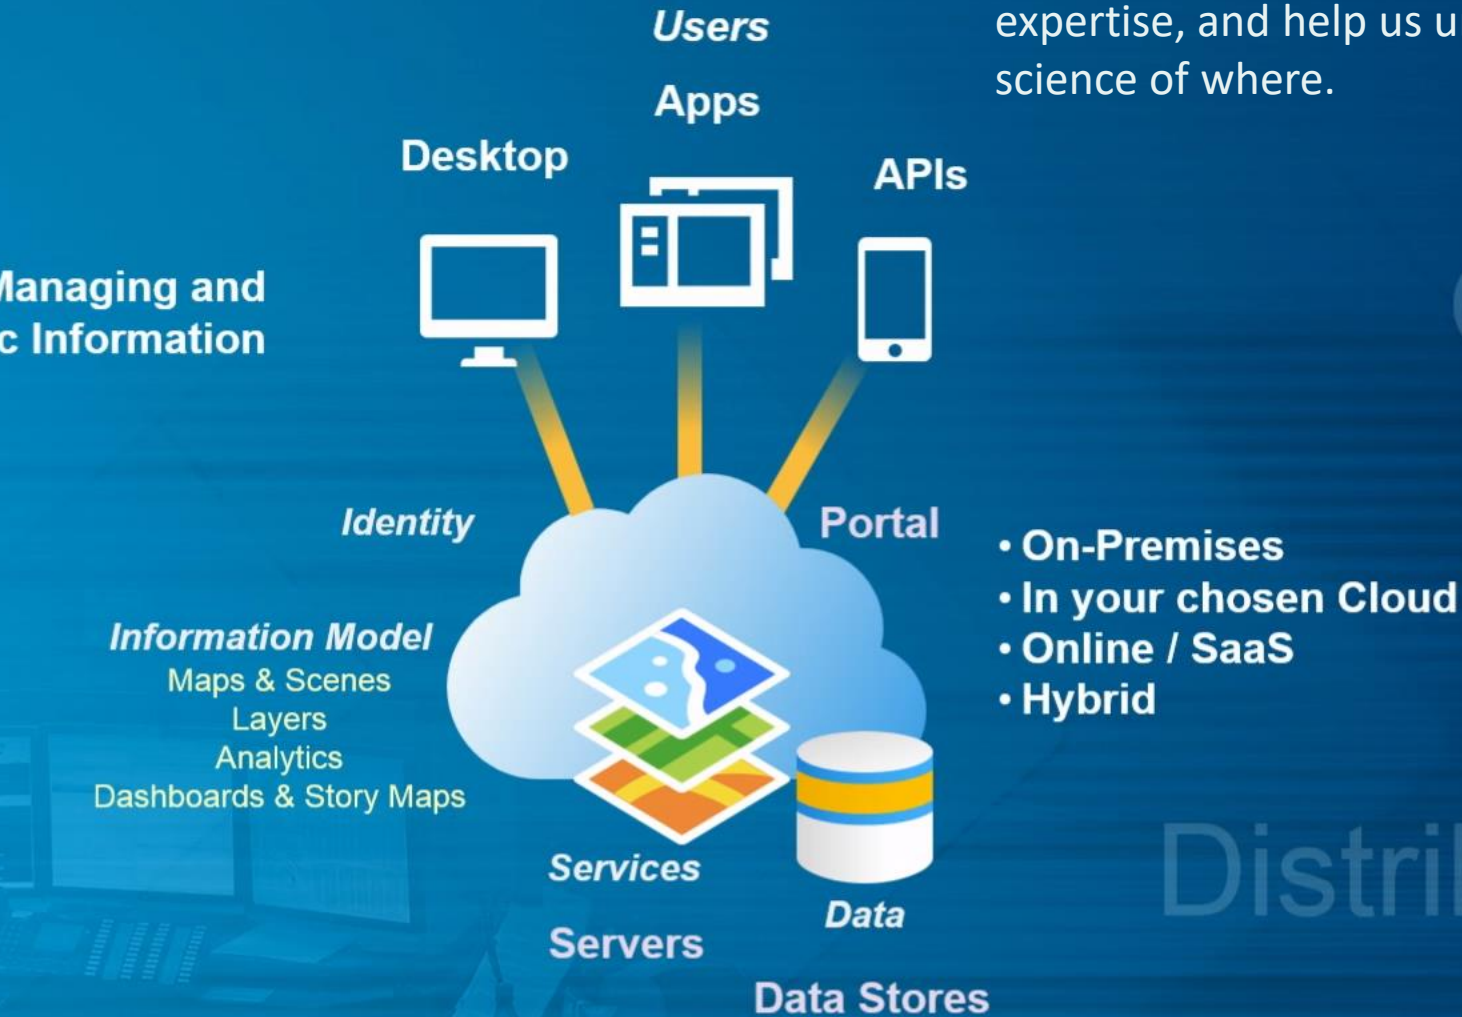 expertise, and help us
science of where.
Users
Apps
Desktop
APIs
Managing and
Information
Identity
Portal
Information Model
Maps & Scenes
Layers
Analytics
Dashboards & Story Maps
• On-Premises
• In your chosen Cloud
• Online / SaaS
• Hybrid
Services
Servers
Data
Data Stores